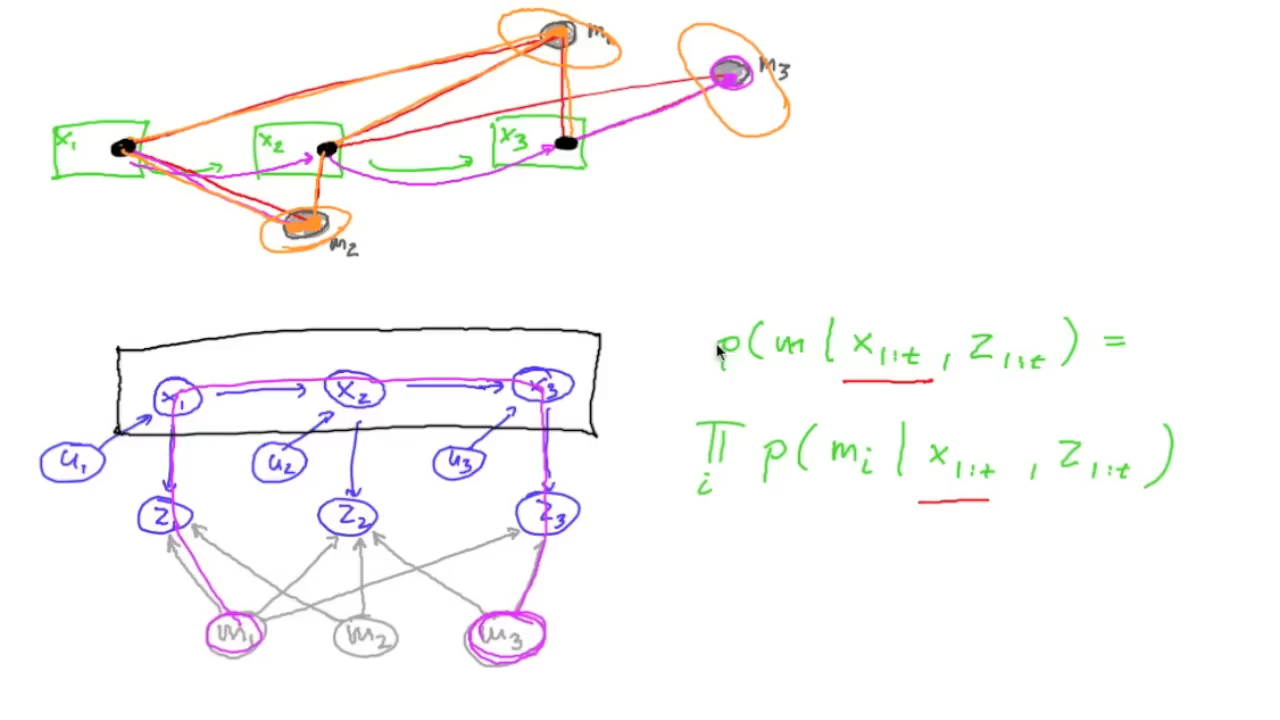 m₁
m₃
x₁ x₂ x₃
m₂
p(m | x₁:t, z₁:t) =
x₁ x₂ x₃
u₁ u₂ u₃
∏ᵢ p(mᵢ | x₁:t, z₁:t)
z₁ z₂ z₃
m₁ m₂ m₃